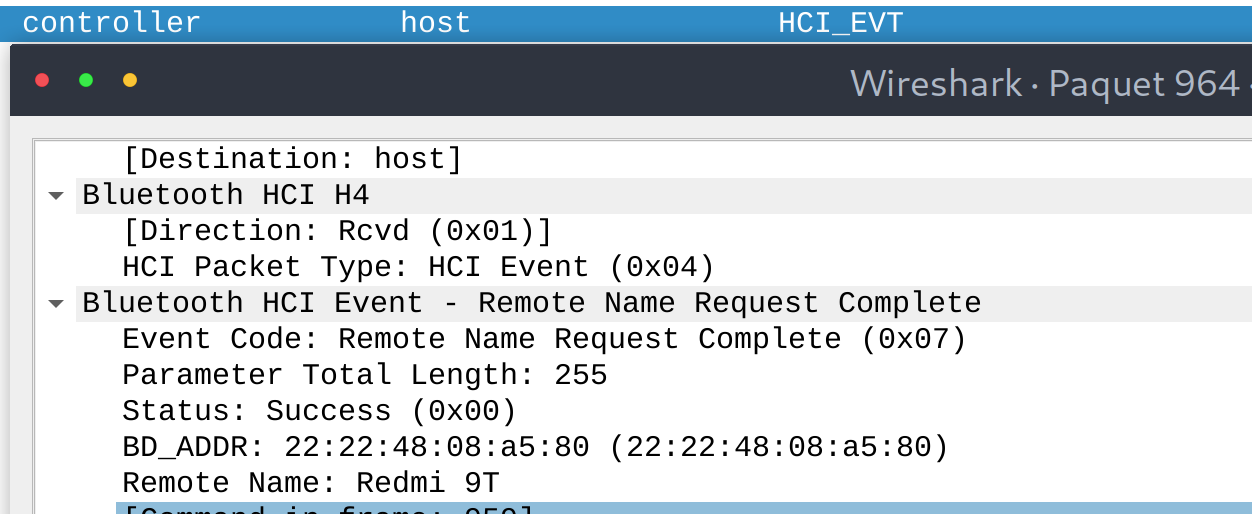 controller host HCI_EVT
Wireshark · Paquet 964
[Destination: host]
Bluetooth HCI H4
[Direction: Rcvd (0x01)]
HCI Packet Type: HCI Event (0x04)
Bluetooth HCI Event - Remote Name Request Complete
Event Code: Remote Name Request Complete (0x07)
Parameter Total Length: 255
Status: Success (0x00)
BD_ADDR: 22:22:48:08:a5:80 (22:22:48:08:a5:80)
Remote Name: Redmi 9T
[Command in frame: